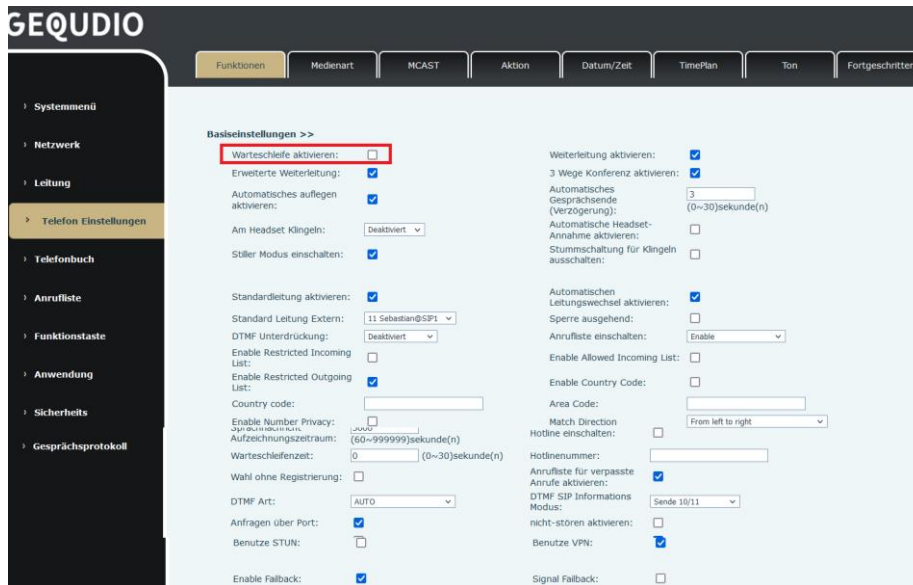 GEQUDIO
Funktionen Medienart MCAST Aktion Datum/Zeit TimePlan Ton Fortgeschritten
Systemmenü
Netzwerk
Leitung
Telefon Einstellungen
Telefonbuch
Anrufliste
Funktionstaste
Anwendung
Sicherheits
Gesprächsprotokoll
Basiseinstellungen >>
Warteschleife aktivieren: Weiterleitung aktivieren:
Erweiterte Weiterleitung: 3 Wege Konferenz aktivieren:
Automatisches auflegen aktivieren: Automatisches Gesprächsende (Verzögerung): 3 (0~30)sekunde(n)
Am Headset Klingeln: Deaktiviert Automatische Headset-Annahme aktivieren:
Stiller Modus einschalten: Stummschaltung für Klingeln ausschalten:
Standardleitung aktivieren: Automatischen Leitungswechsel aktivieren:
Standard Leitung Extern: 11 Sebastian@SIP1 Sperre ausgehend:
DTMF Unterdrückung: Deaktiviert Anrufliste einschalten: Enable
Enable Restricted Incoming List: Enable Allowed Incoming List:
Enable Restricted Outgoing List: Enable Country Code:
Country code: Area Code:
Enable Number Privacy: Match Direction From left to right
Sprachnachricht Aufzeichnungszeitraum: (60~999999)sekunde(n) Hotline einschalten:
Warteschleifenzeit: 0 (0~30)sekunde(n) Hotlinenummer:
Wahl ohne Registrierung: Anrufliste für verpasste Anrufe aktivieren:
DTMF Art: AUTO DTMF SIP Informations Modus: Sende 10/11
Anfragen über Port: nicht-stören aktivieren:
Benutze STUN: Benutze VPN:
Enable Failback: Signal Failback: